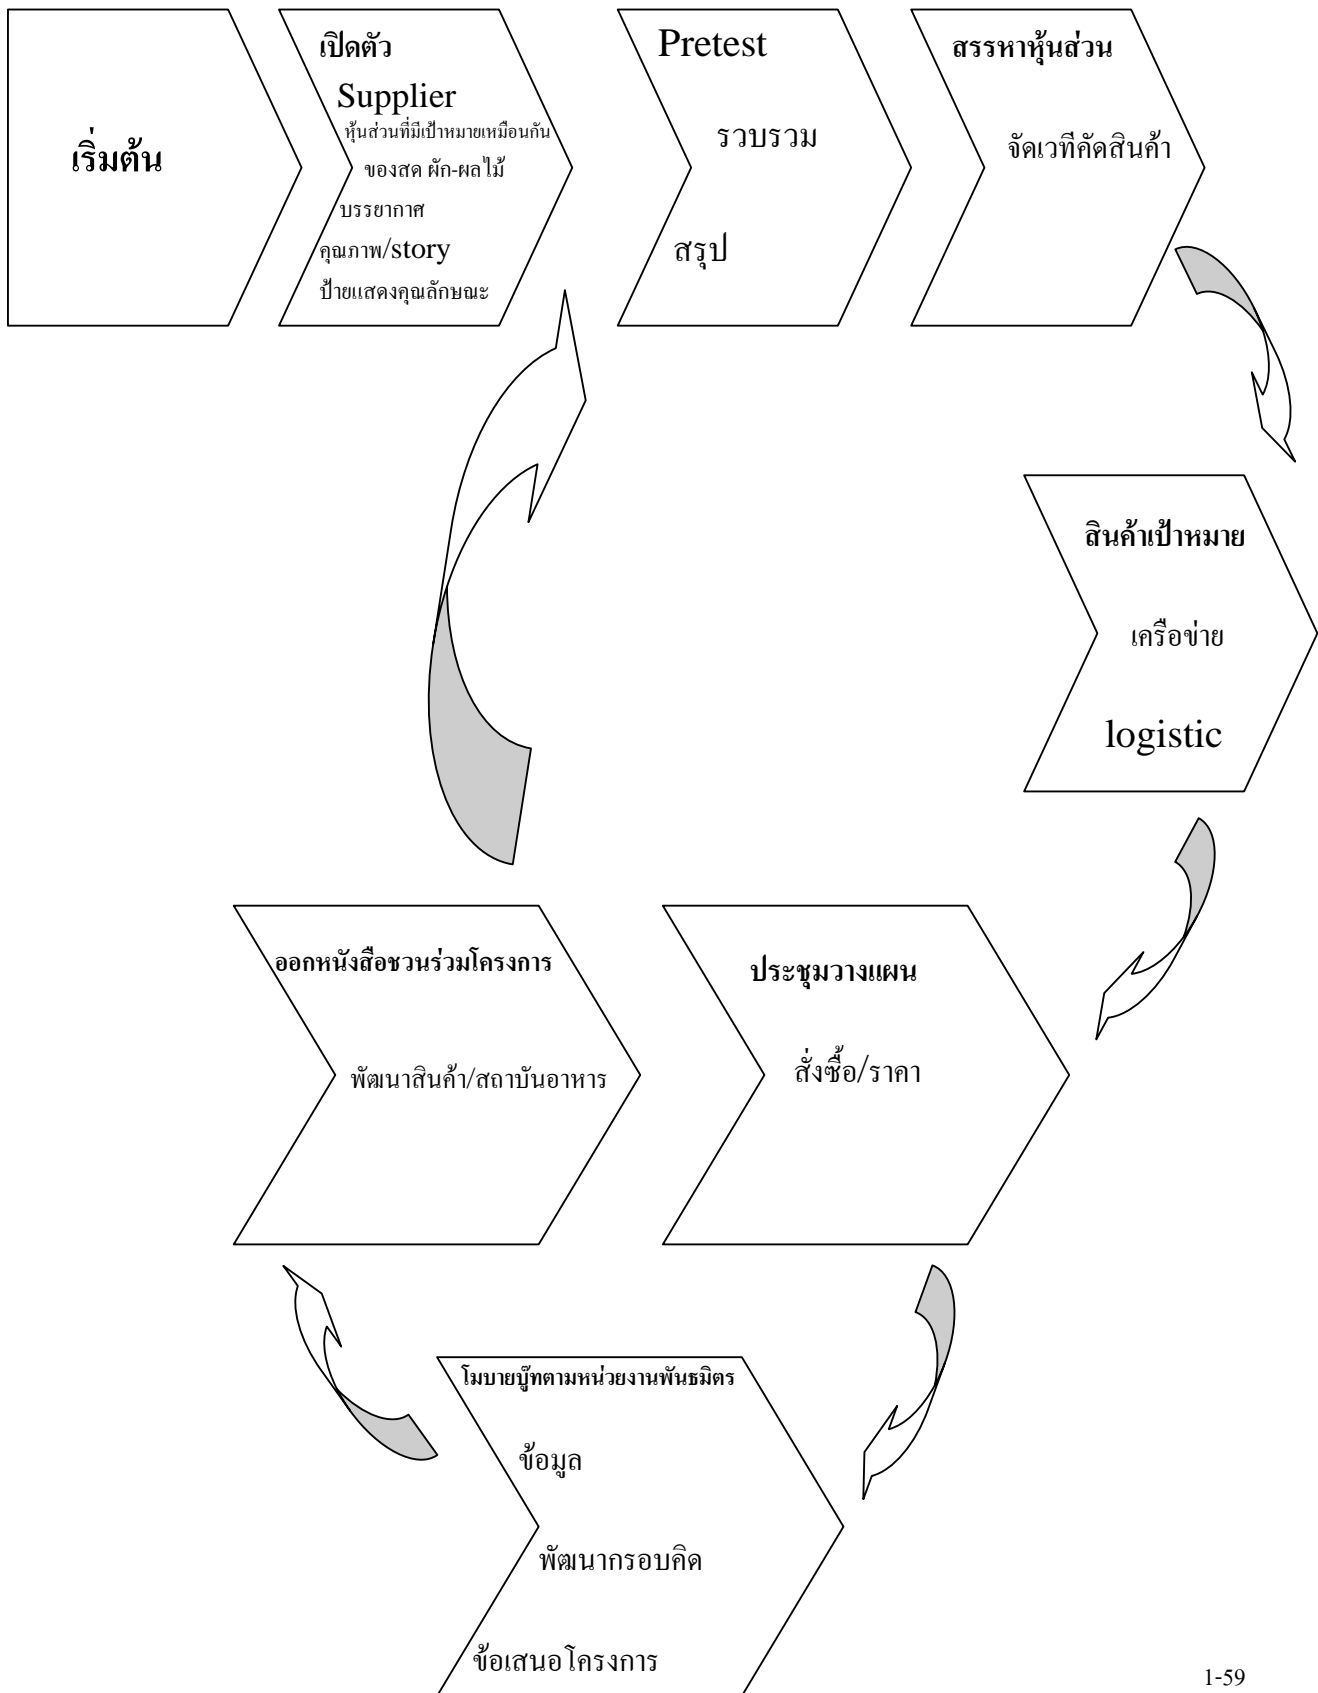 เริ่มต้น
เปิดตัว
Supplier
หุ้นส่วนที่มีเป้าหมายเหมือนกัน
ของสด ผัก-ผลไม้
บรรยากาศ
คุณภาพ/story
ป้ายแสดงคุณลักษณะ
Pretest
รวบรวม
สรุป
สรรหาหุ้นส่วน
จัดเวทีคัดสินค้า
สินค้าเป้าหมาย
เครือข่าย
logistic
ประชุมวางแผน
สั่งซื้อ/ราคา
ออกหนังสือชวนร่วมโครงการ
พัฒนาสินค้า/สถาบันอาหาร
โมบายบู๊ทตามหน่วยงานพันธมิตร
ข้อมูล
พัฒนากรอบคิด
ข้อเสนอโครงการ
1-59